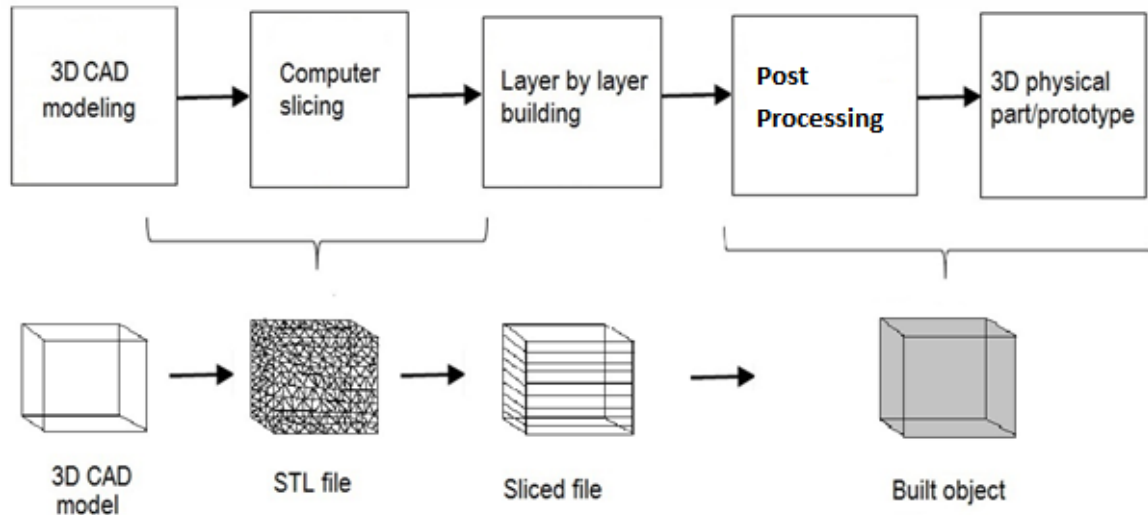 3D CAD
modeling
Computer
slicing
Layer by layer
building
Post
Processing
3D physical
part/prototype
3D CAD
model
STL file
Sliced file
Built object